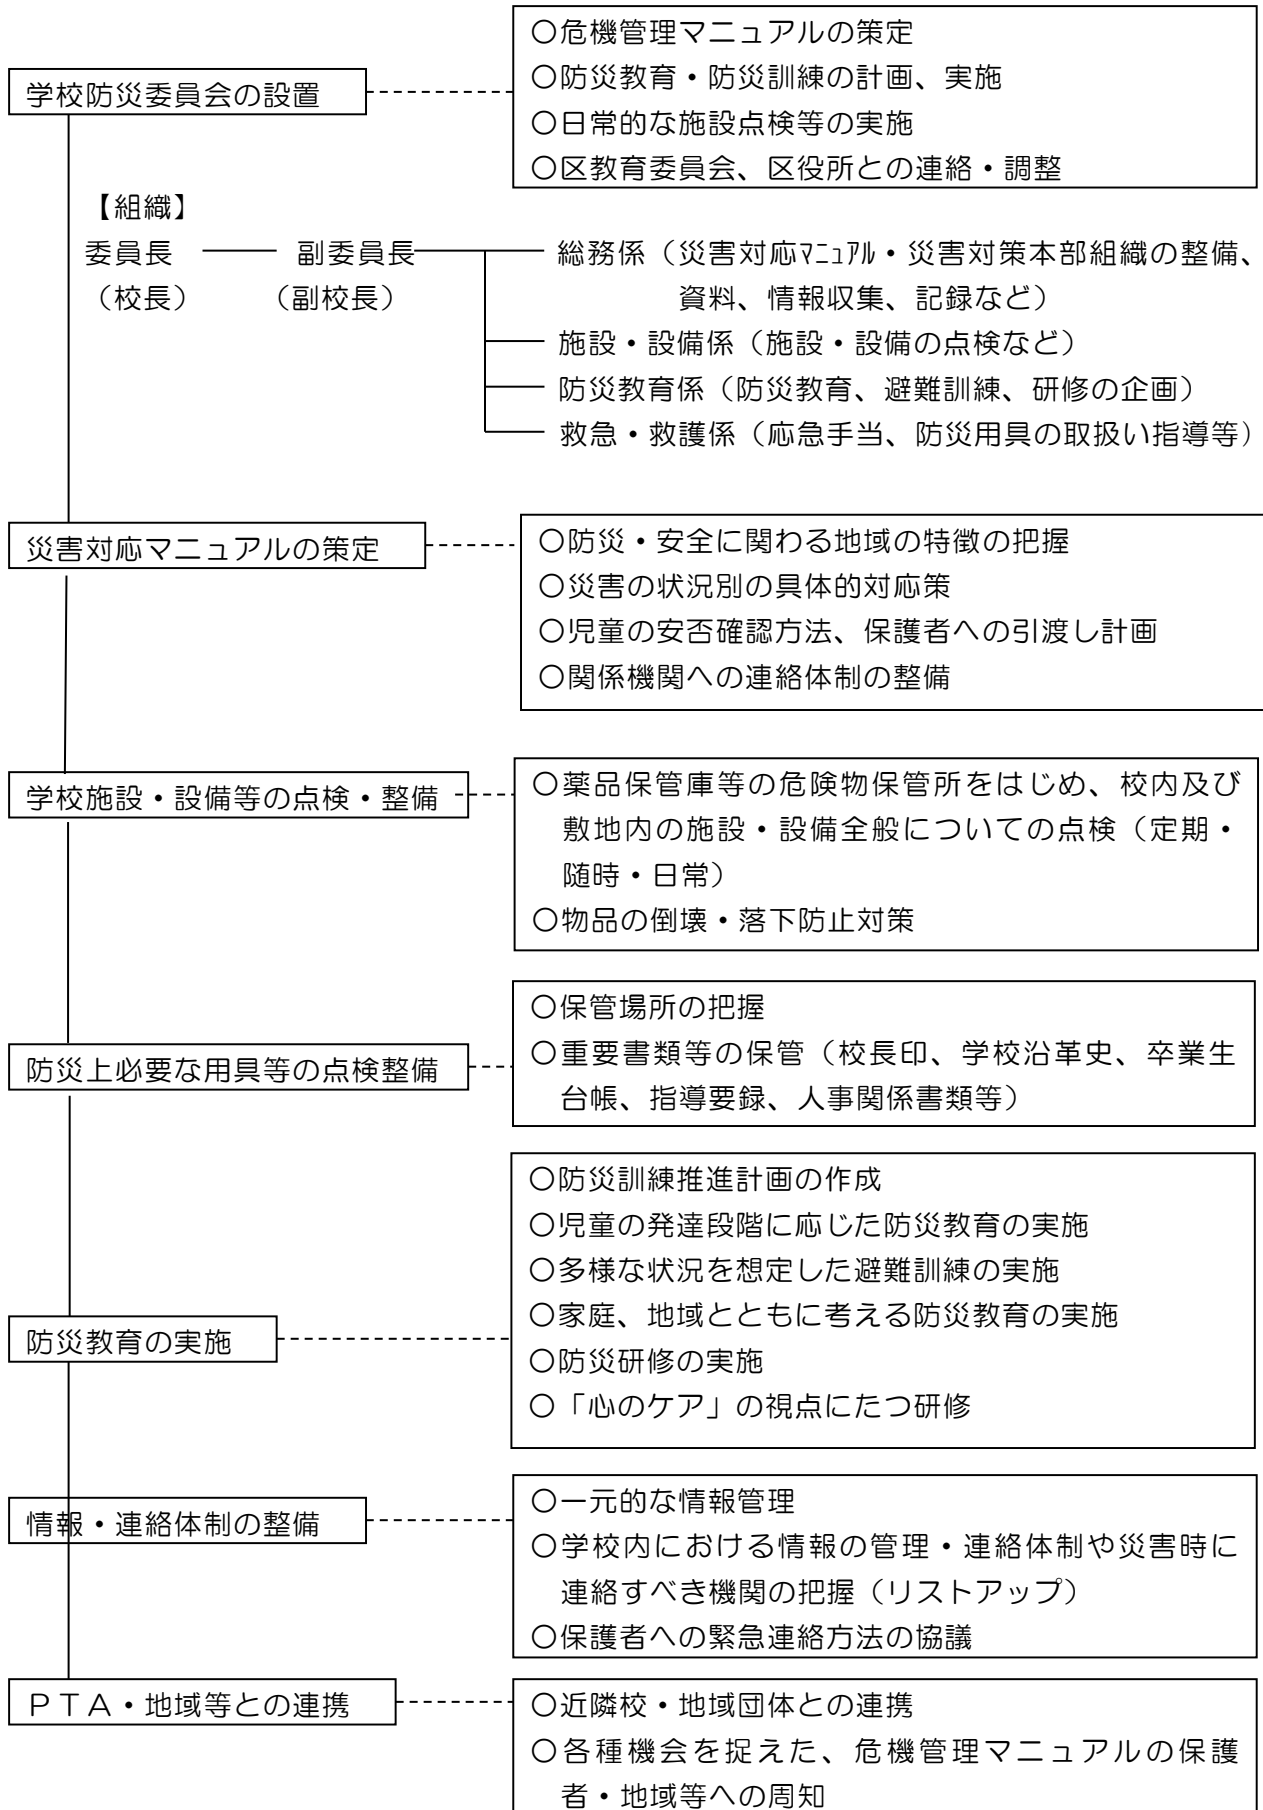 学校防災委員会の設置
〇危機管理マニュアルの策定
〇防災教育・防災訓練の計画、実施
〇日常的な施設点検等の実施
〇区教育委員会、区役所との連絡・調整
【組織】
委員長 副委員長 総務係（災害対応ﾏﾆｭｱﾙ・災害対策本部組織の整備、
（校長） （副校長） 資料、情報収集、記録など）
施設・設備係（施設・設備の点検など）
防災教育係（防災教育、避難訓練、研修の企画）
救急・救護係（応急手当、防災用具の取扱い指導等）
災害対応マニュアルの策定
〇防災・安全に関わる地域の特徴の把握
〇災害の状況別の具体的対応策
〇児童の安否確認方法、保護者への引渡し計画
〇関係機関への連絡体制の整備
学校施設・設備等の点検・整備
〇薬品保管庫等の危険物保管所をはじめ、校内及び
敷地内の施設・設備全般についての点検（定期・
随時・日常）
〇物品の倒壊・落下防止対策
防災上必要な用具等の点検整備
〇保管場所の把握
〇重要書類等の保管（校長印、学校沿革史、卒業生
台帳、指導要録、人事関係書類等）
防災教育の実施
〇防災訓練推進計画の作成
〇児童の発達段階に応じた防災教育の実施
〇多様な状況を想定した避難訓練の実施
〇家庭、地域とともに考える防災教育の実施
〇防災研修の実施
〇「心のケア」の視点にたつ研修
情報・連絡体制の整備
〇一元的な情報管理
〇学校内における情報の管理・連絡体制や災害時に
連絡すべき機関の把握（リストアップ）
〇保護者への緊急連絡方法の協議
ＰＴＡ・地域等との連携
〇近隣校・地域団体との連携
〇各種機会を捉えた、危機管理マニュアルの保護
者・地域等への周知